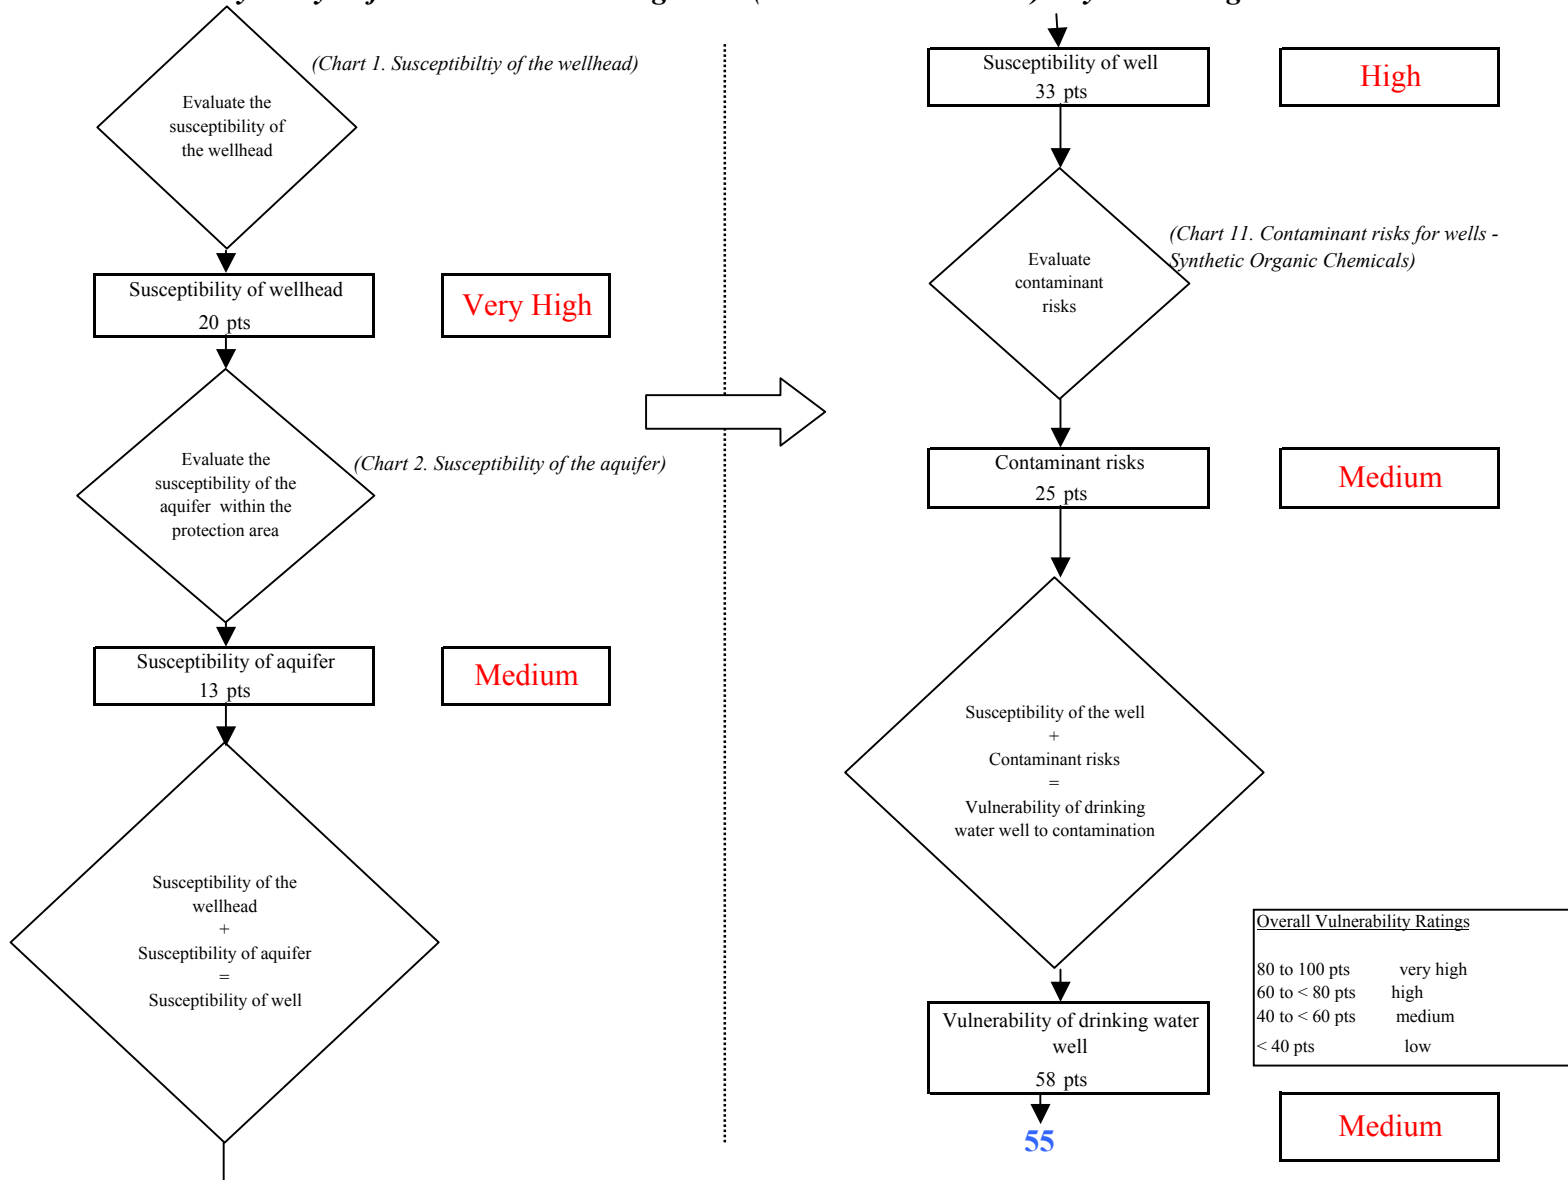 (Chart 1. Susceptibiltiy of the wellhead)
Evaluate the
susceptibility of
the wellhead
Susceptibility of wellhead
20 pts
Very High
Evaluate the
susceptibility of the
aquifer within the
protection area
(Chart 2. Susceptibility of the aquifer)
Susceptibility of aquifer
13 pts
Medium
Susceptibility of the
wellhead
+
Susceptibility of aquifer
=
Susceptibility of well
Susceptibility of well
33 pts
High
Evaluate
contaminant
risks
(Chart 11. Contaminant risks for wells -
Synthetic Organic Chemicals)
Contaminant risks
25 pts
Medium
Susceptibility of the well
+
Contaminant risks
=
Vulnerability of drinking
water well to contamination
Overall Vulnerability Ratings
80 to 100 pts very high
60 to < 80 pts high
40 to < 60 pts medium
< 40 pts low
Vulnerability of drinking water
well
58 pts
55
Medium